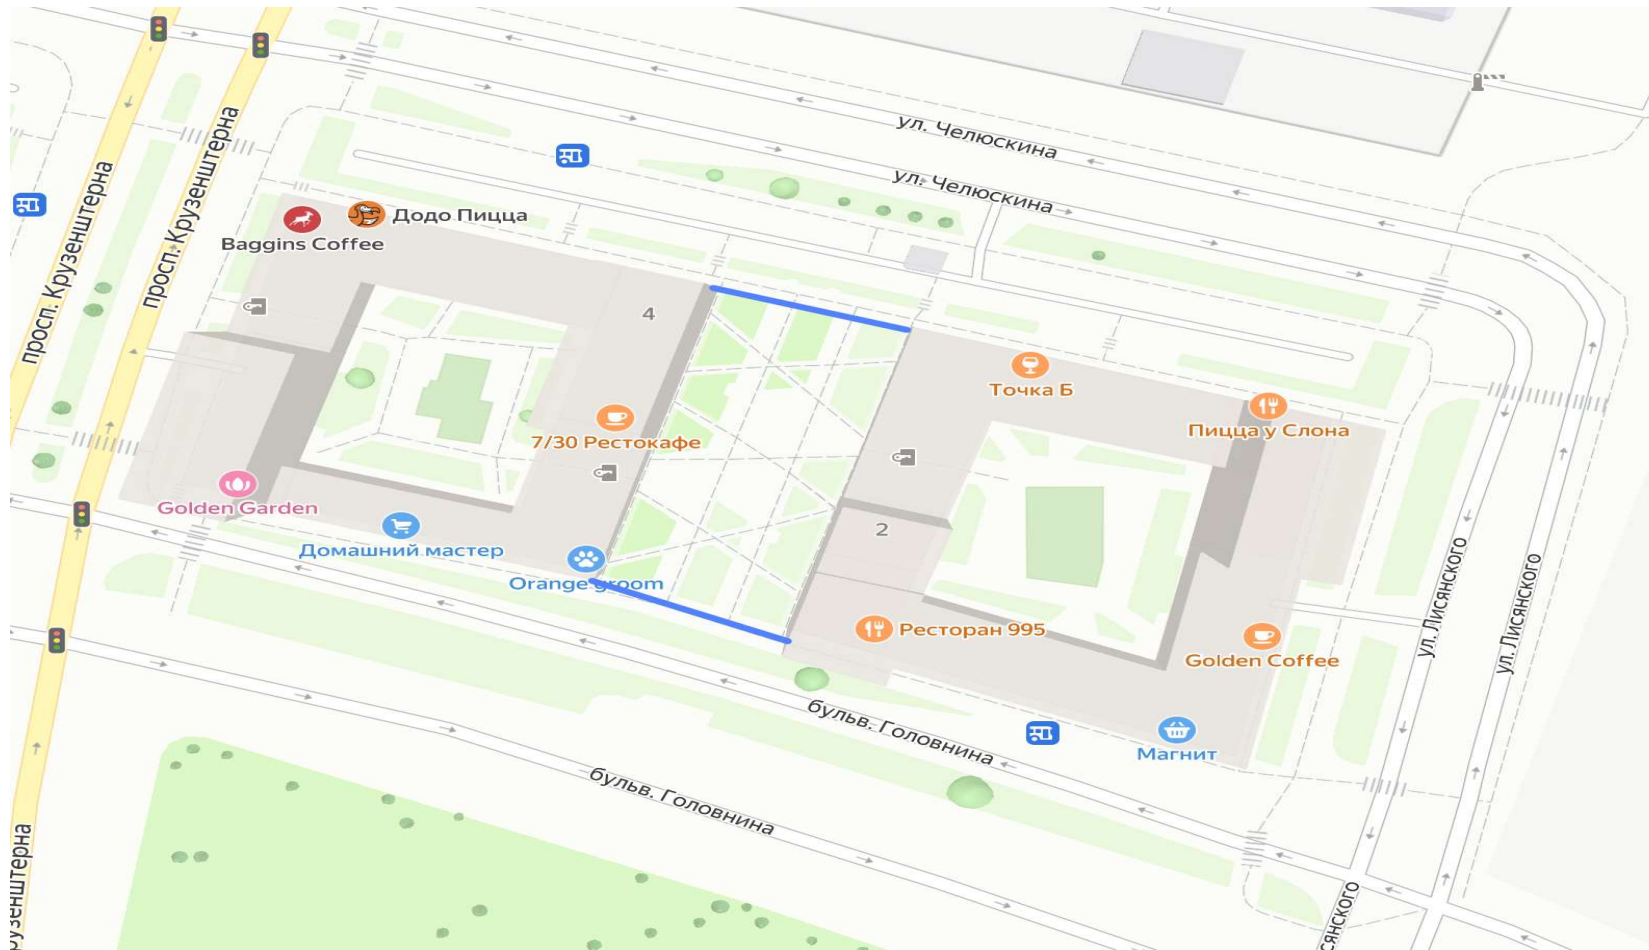 ул. Челюскина
ул. Челюскина
просп. Крузенштерна
просп. Крузенштерна
Додо Пицца
Baggins Coffee
4
Точка Б
Пицца у Слона
7/30 Рестокафе
Golden Garden
Домашний мастер
Orange groom
2
Ресторан 995
Golden Coffee
ул. Лисянского
ул. Лисянского
бульв. Головнина
Магнит
бульв. Головнина
рузенштерна
сянского